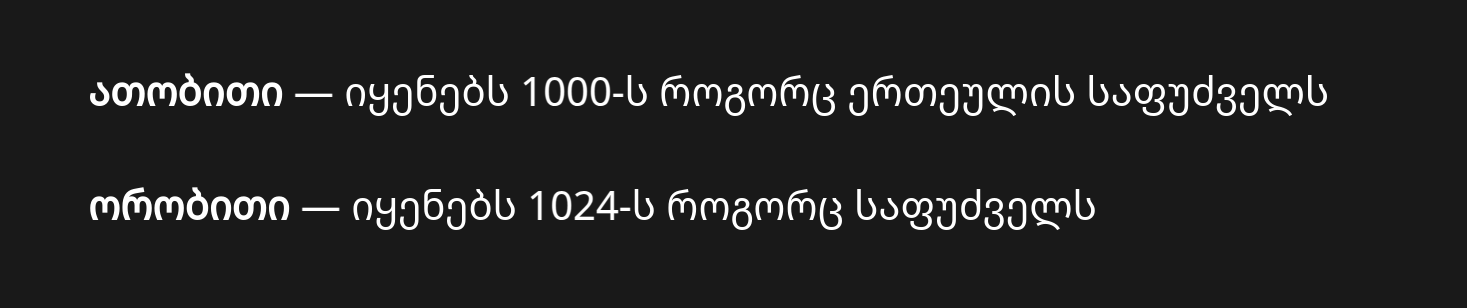 ათობითი — იყენებს 1000-ს როგორც ერთეულის საფუძველს
ორობითი — იყენებს 1024-ს როგორც საფუძველს